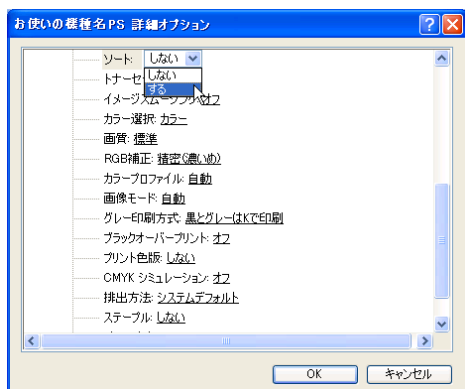 お使いの機種名PS 詳細オプション
ソート: しない
トナーセ
しない
する
イメージスムージング: オフ
カラー選択: カラー
画質: 標準
RGB補正: 精密(濃いめ)
カラープロファイル: 自動
画像モード: 自動
グレー印刷方式: 黒とグレーはKで印刷
ブラックオーバープリント: オフ
プリント色版: しない
CMYK シミュレーション: オフ
排出方法: システムデフォルト
ステープル: しない
OK
キャンセル